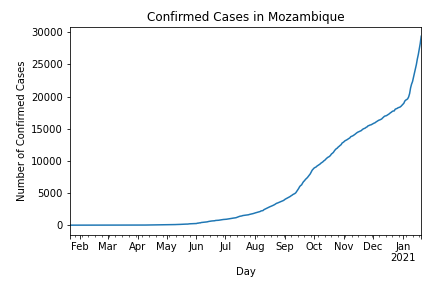 Confirmed Cases in Mozambique
Number of Confirmed Cases
30000
25000
20000
15000
10000
5000
0
Feb Mar Apr May Jun Jul Aug Sep Oct Nov Dec Jan
2021
Day